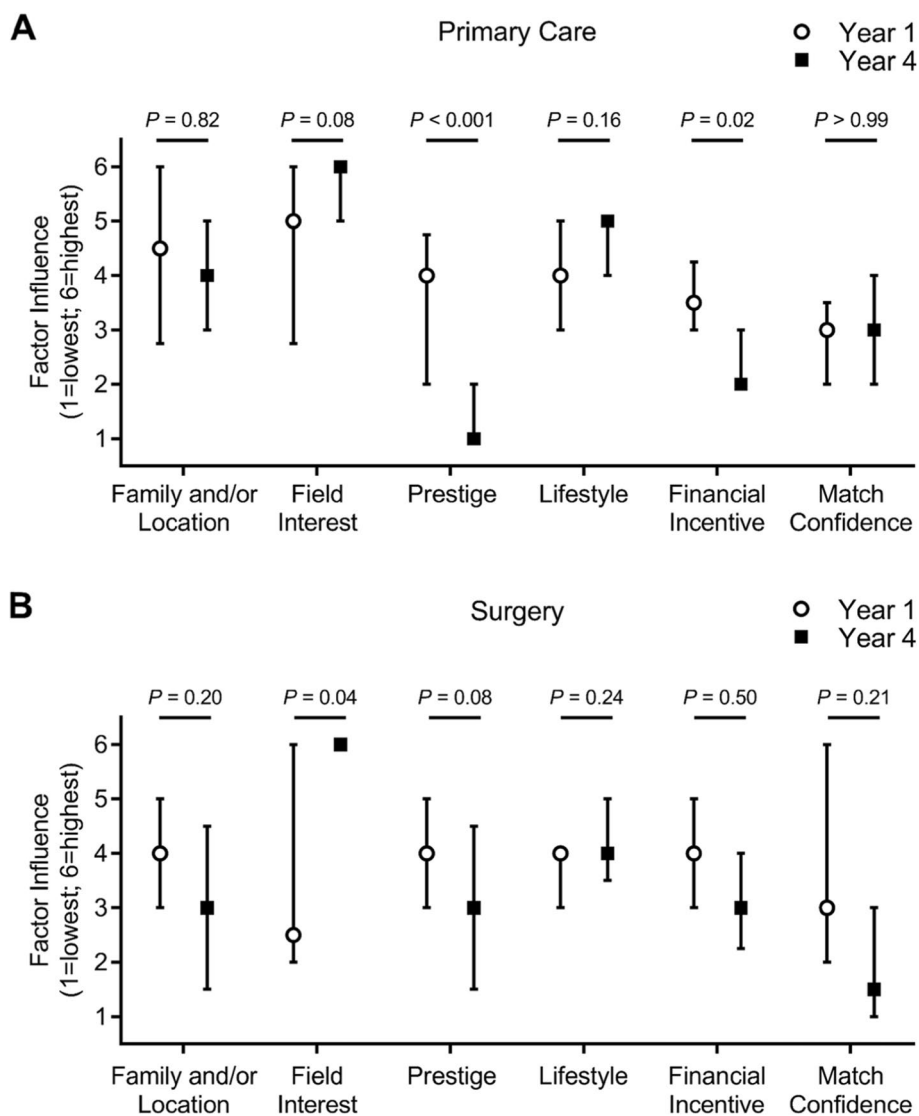 A
Primary Care
Year 1
Year 4
P = 0.82
P = 0.08
P < 0.001
P = 0.16
P = 0.02
P > 0.99
Factor Influence
(1=lowest; 6=highest)
6
5
4
3
2
1
Family and/or
Location
Field
Interest
Prestige
Lifestyle
Financial
Incentive
Match
Confidence
B
Surgery
Year 1
Year 4
P = 0.20
P = 0.04
P = 0.08
P = 0.24
P = 0.50
P = 0.21
Factor Influence
(1=lowest; 6=highest)
6
5
4
3
2
1
Family and/or
Location
Field
Interest
Prestige
Lifestyle
Financial
Incentive
Match
Confidence